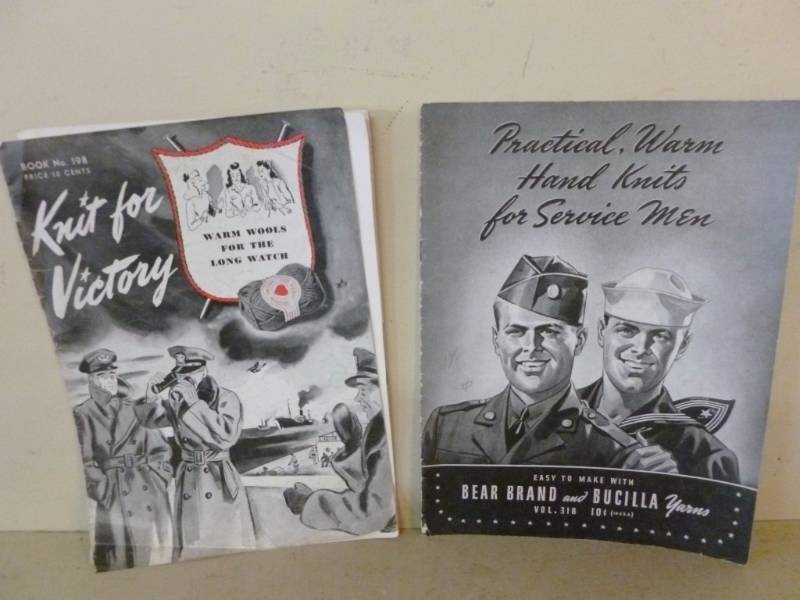 BOOK No. 198
PRICE 10 CENTS
Knit for
Victory
WARM WOOLS
FOR THE
LONG WATCH
Practical, Warm
Hand Knits
for Service Men
EASY TO MAKE WITH
BEAR BRAND and BUCILLA Yarns
VOL. 318 10¢ (IN U.S.A.)